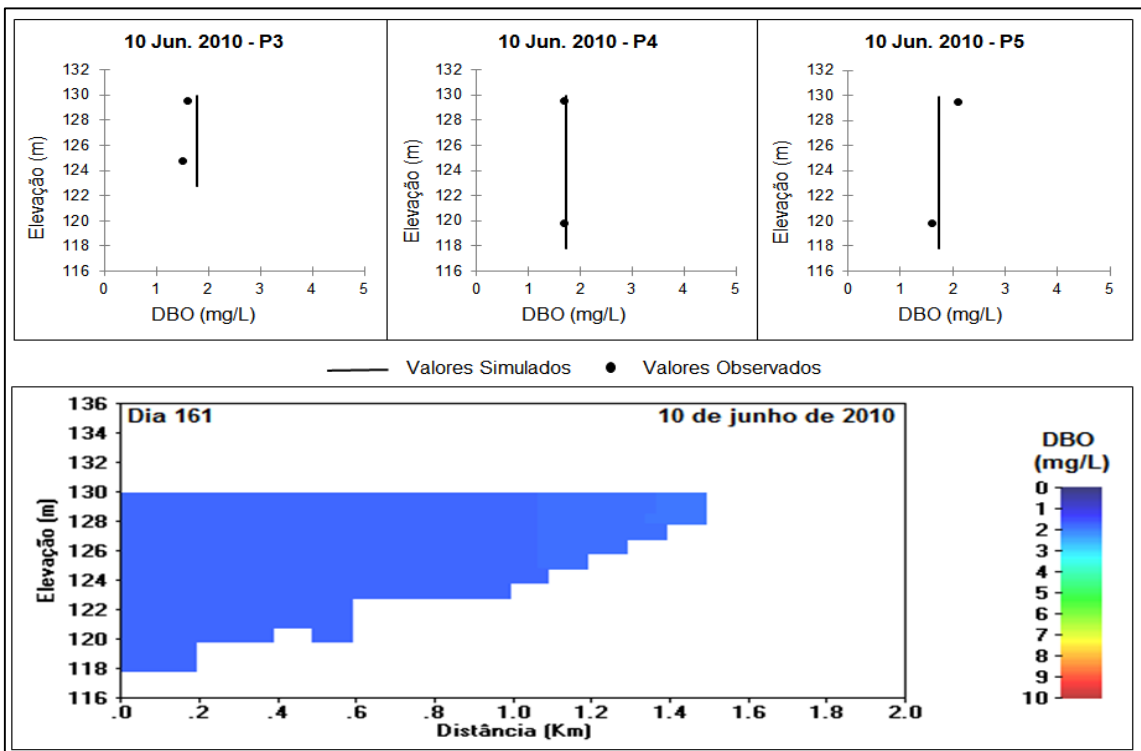 10 Jun. 2010 - P3
132
130
128
126
124
122
120
118
116
Elevação (m)
0 1 2 3 4 5
DBO (mg/L)
10 Jun. 2010 - P4
132
130
128
126
124
122
120
118
116
Elevação (m)
0 1 2 3 4 5
DBO (mg/L)
10 Jun. 2010 - P5
132
130
128
126
124
122
120
118
116
Elevação (m)
0 1 2 3 4 5
DBO (mg/L)
Valores Simulados
Valores Observados
Dia 161
10 de junho de 2010
136
134
132
130
128
126
124
122
120
118
116
Elevação (m)
.0 .2 .4 .6 .8 1.0 1.2 1.4 1.6 1.8 2.0
Distância (Km)
DBO
(mg/L)
0
1
2
3
4
5
6
7
8
9
10